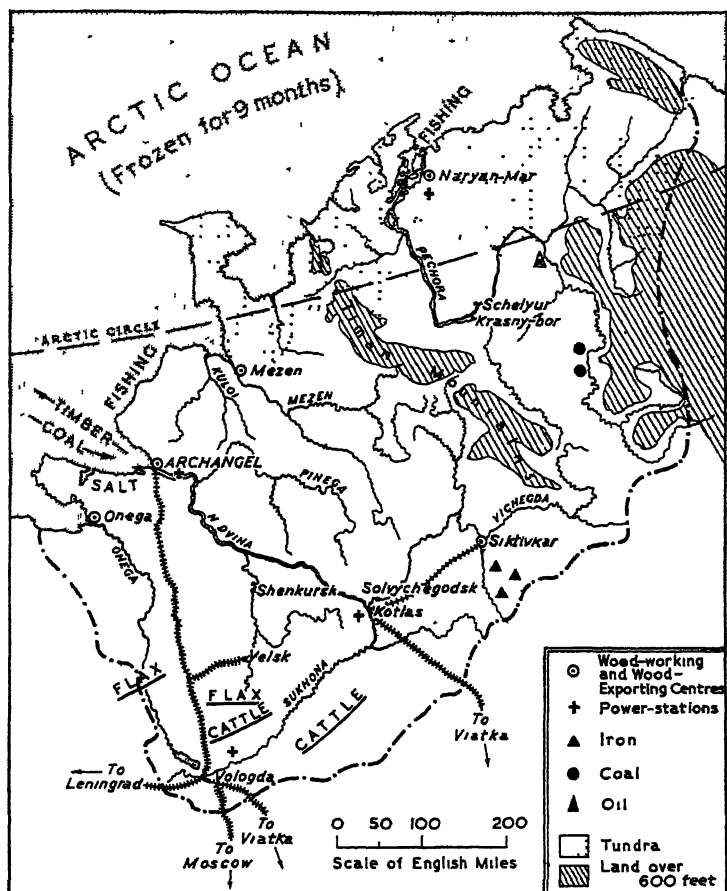 ARCTIC OCEAN
(Frozen for 9 months)
FISHING
Naryan-Mar
PECHORA
Schelyur
Krasny-bor
Timan
ARCTIC CIRCLE
FISHING
Mezen
KULOI
MEZEN
TIMBER
COAL
ARCHANGEL
SALT
PINEGA
Onega
ONEGA
N. DVINA
VICHEGDA
Siktivkar
Shenkursk
Solvychegodsk
Kotlas
Velsk
FLAX
FLAX
CATTLE
SUKHONA
CATTLE
To
Viatka
To
Leningrad
Vologda
To
Viatka
To
Moscow
0 50 100 200
Scale of English Miles
Wood-working
and Wood-
Exporting Centres
Power-stations
Iron
Coal
Oil
Tundra
Land over
600 feet